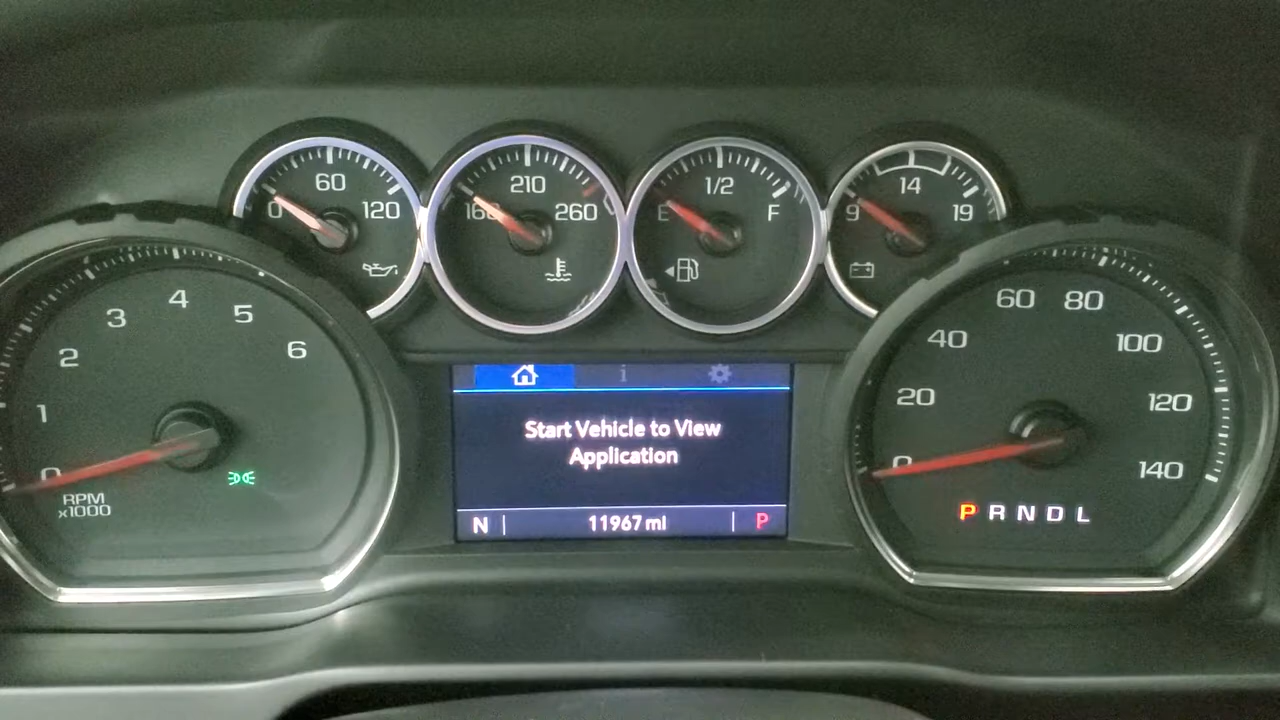 60
0 120
210
160 260
1/2
E F
14
9 19
0 1 2 3 4 5 6
RPM
x1000
i
Start Vehicle to View
Application
N 11967 mi P
0 20 40 60 80 100 120 140
P R N D L